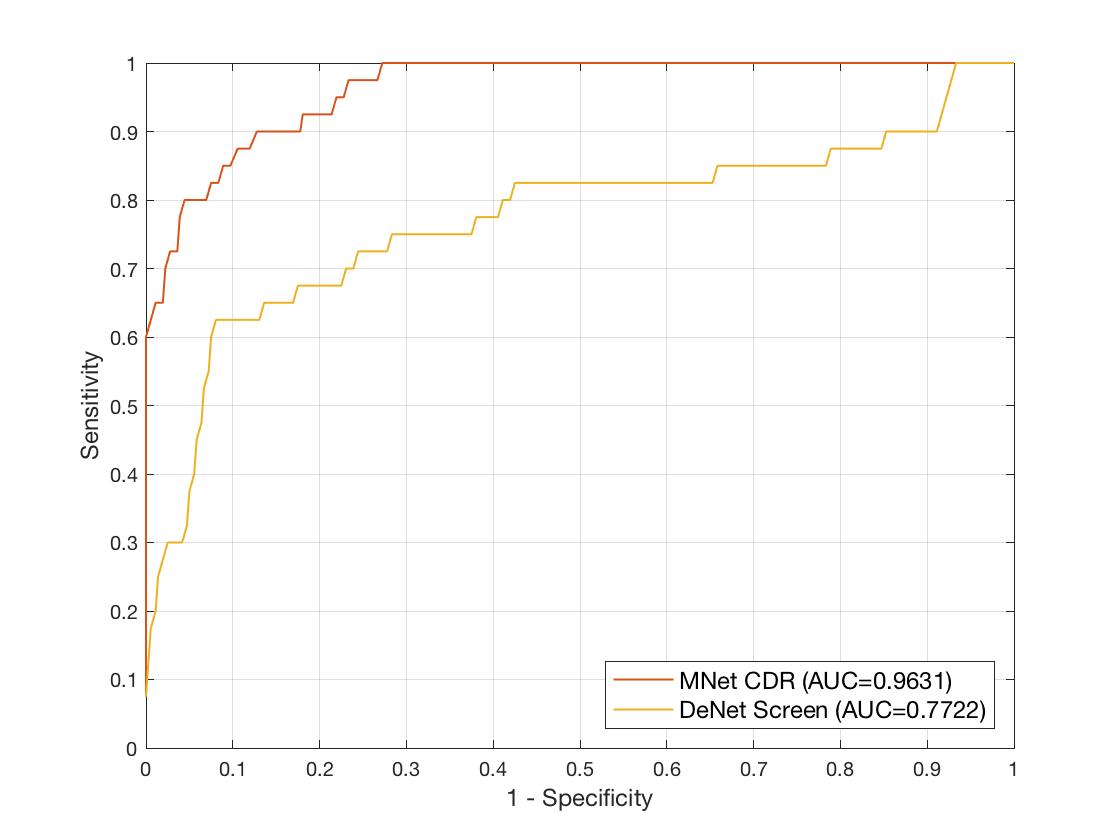 1
0.9
0.8
0.7
0.6
0.5
0.4
0.3
0.2
0.1
0
Sensitivity
MNet CDR (AUC=0.9631)
DeNet Screen (AUC=0.7722)
0 0.1 0.2 0.3 0.4 0.5 0.6 0.7 0.8 0.9 1
1 - Specificity